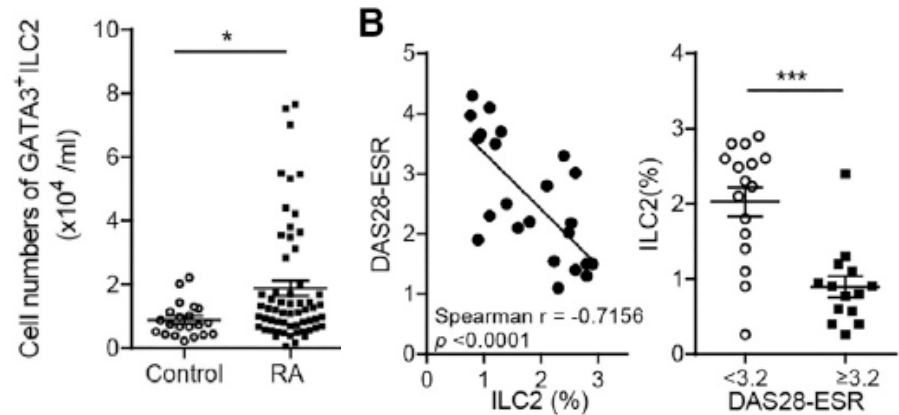 Cell numbers of GATA3⁺ILC2
(x10⁴ /ml)
10
8
6
4
2
0
*
Control
RA
B
DAS28-ESR
5
4
3
2
1
0
Spearman r = -0.7156
p <0.0001
0
1
2
3
ILC2 (%)
ILC2(%)
4
3
2
1
0
***
<3.2
≥3.2
DAS28-ESR